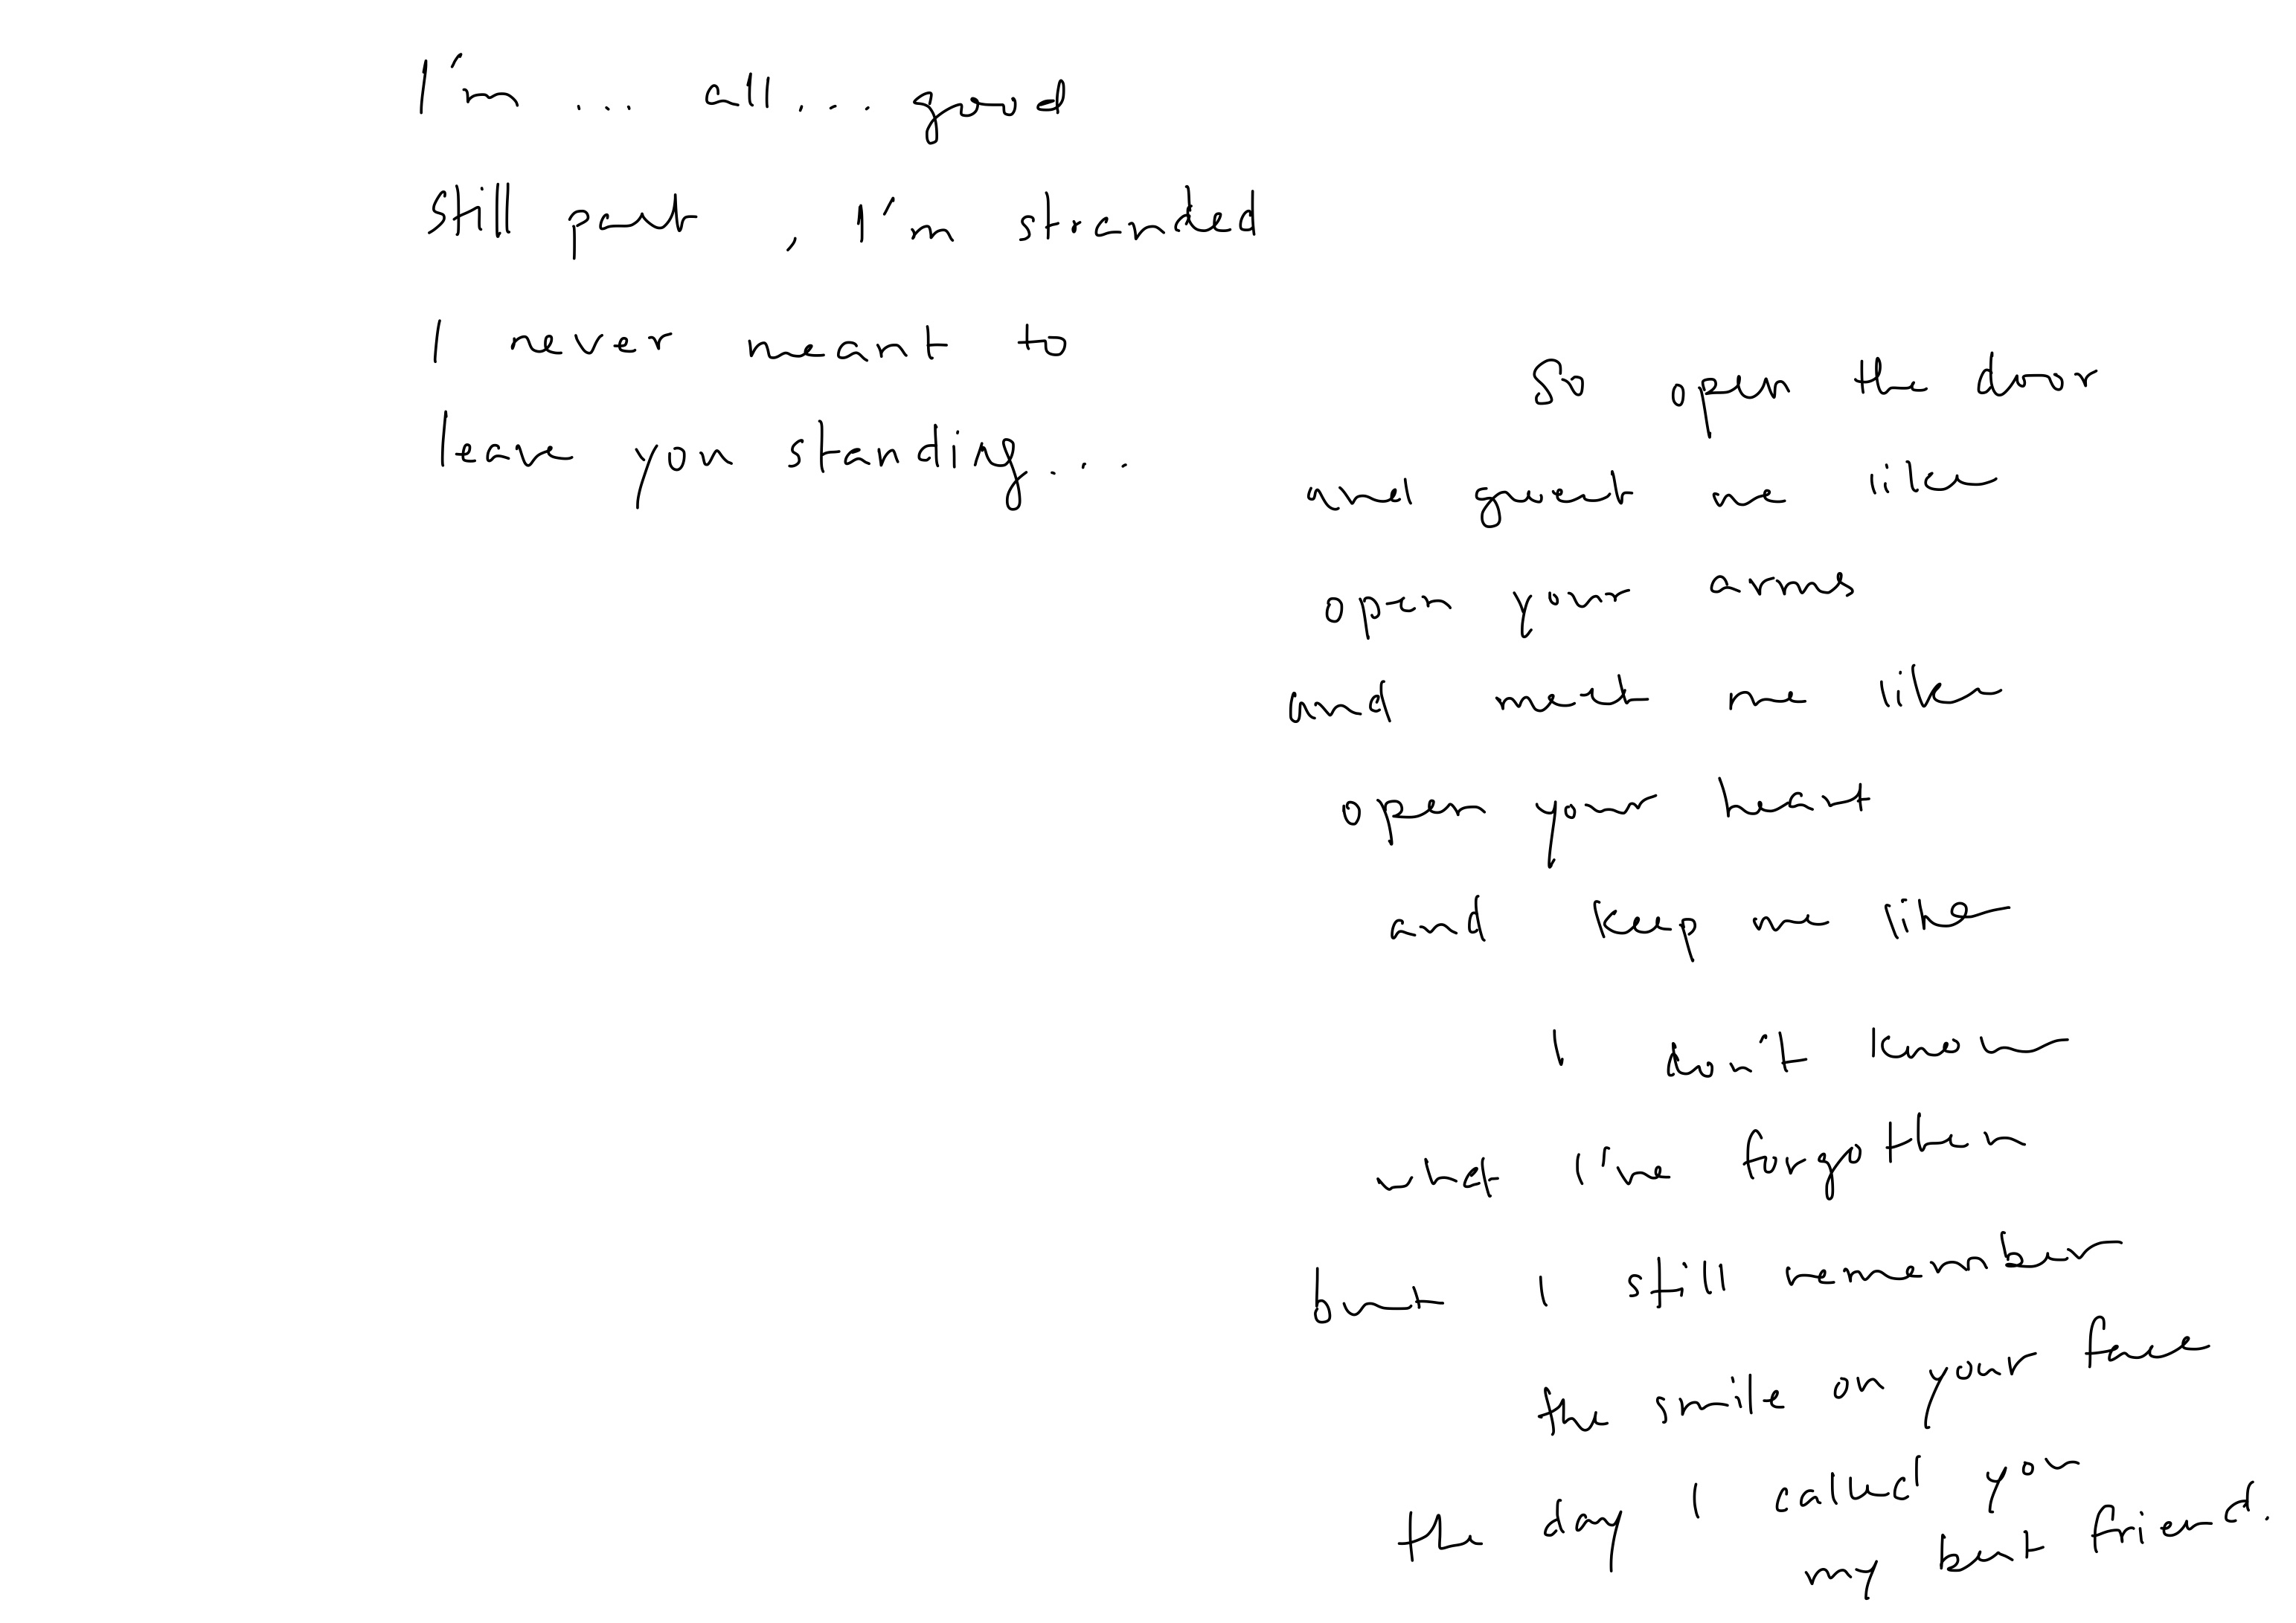 I'm ... all ... good
Still put , I'm stranded
I never meant to
leave you standing ...
So open the door
and greet me like
open your arms
and meet me like
open your heart
and keep me like
I don't know
what I've forgotten
but I still remember
the smile on your face
the day I called you
my best friend.